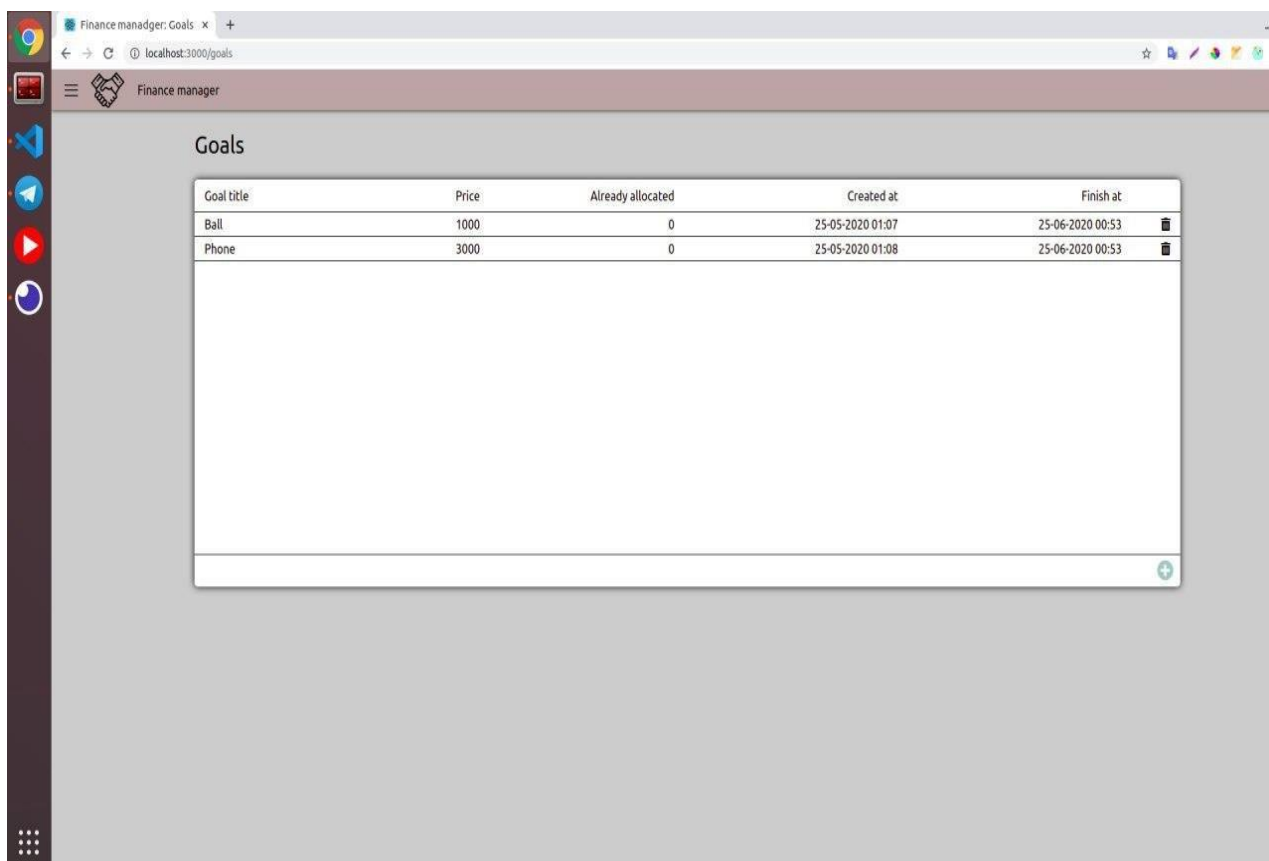 Finance manadger: Goals × +
localhost:3000/goals
Finance manager
Goals
Goal title Price Already allocated Created at Finish at
Ball 1000 0 25-05-2020 01:07 25-06-2020 00:53
Phone 3000 0 25-05-2020 01:08 25-06-2020 00:53